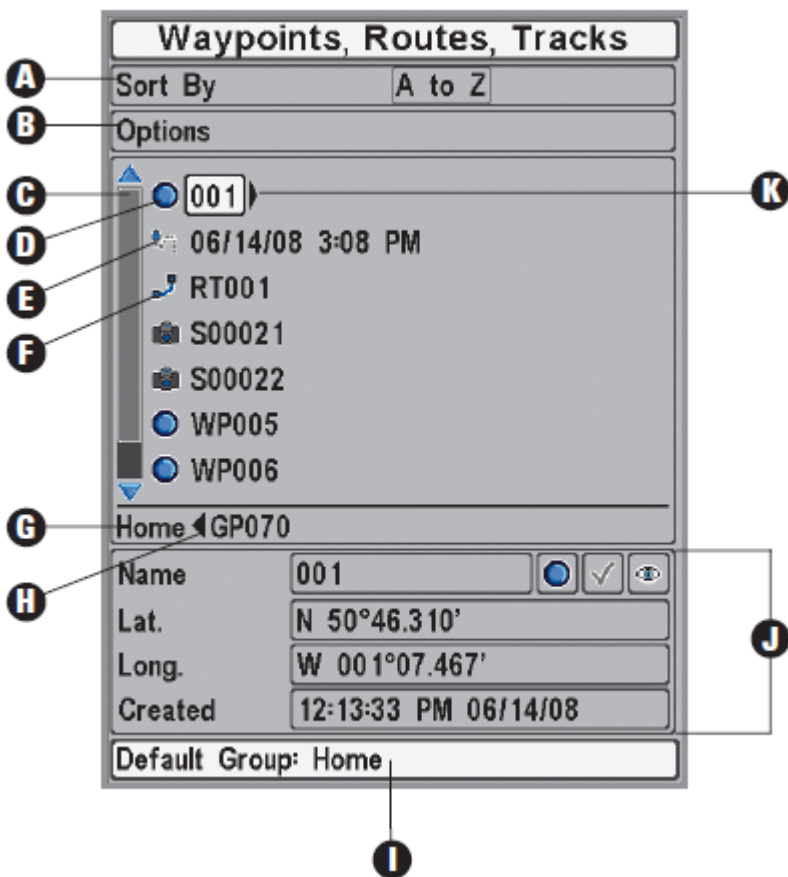 Waypoints, Routes, Tracks
A Sort By A to Z
B Options
C
D 001 K
E 06/14/08 3:08 PM
F RT001
S00021
S00022
WP005
WP006
G Home GP070
H Name 001
Lat. N 50°46.310'
J
Long. W 001°07.467'
Created 12:13:33 PM 06/14/08
Default Group: Home
I